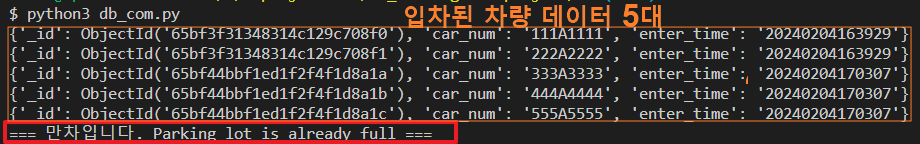 $ python3 db_com.py
입차된 차량 데이터 5대
{'_id': ObjectId('65bf3f31348314c129c708f0'), 'car_num': '111A1111', 'enter_time': '20240204163929'}
{'_id': ObjectId('65bf3f31348314c129c708f1'), 'car_num': '222A2222', 'enter_time': '20240204163929'}
{'_id': ObjectId('65bf44bbf1ed1f2f4f1d8a1a'), 'car_num': '333A3333', 'enter_time': '20240204170307'}
{'_id': ObjectId('65bf44bbf1ed1f2f4f1d8a1b'), 'car_num': '444A4444', 'enter_time': '20240204170307'}
{'_id': ObjectId('65bf44bbf1ed1f2f4f1d8a1c'), 'car_num': '555A5555', 'enter_time': '20240204170307'}
=== 만차입니다. Parking lot is already full ===